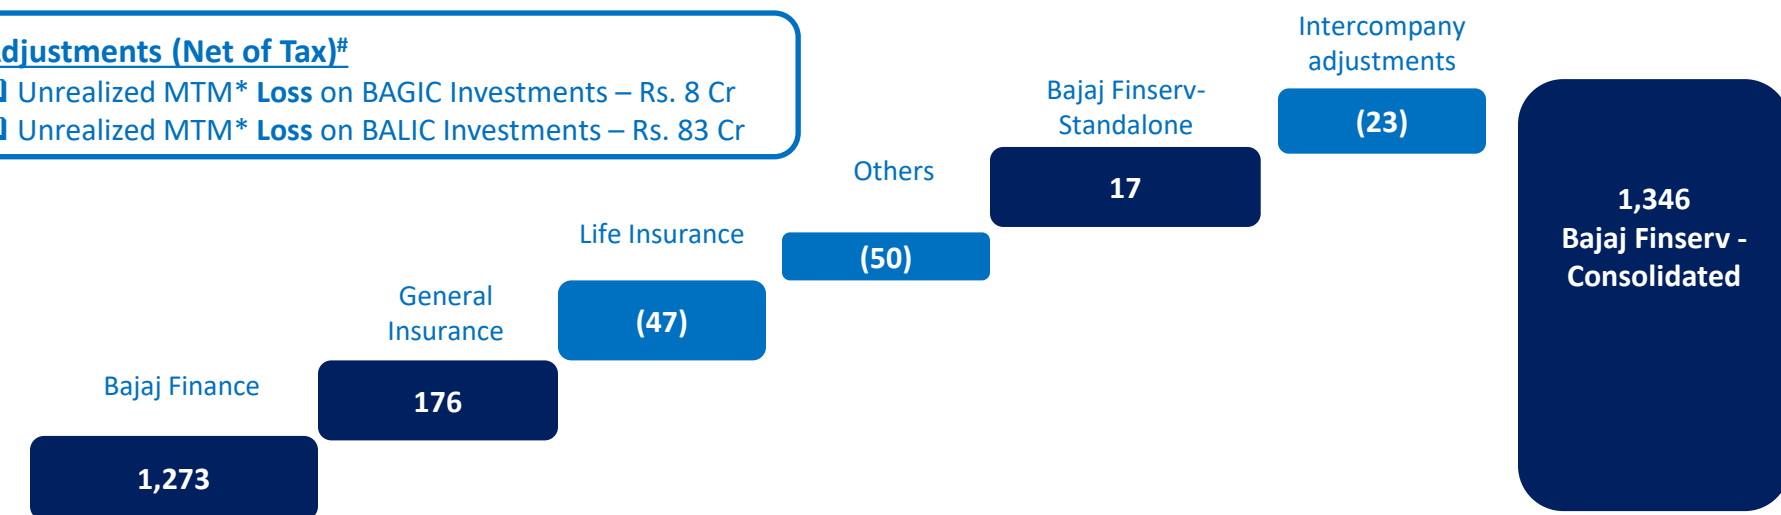 djustments (Net of Tax)#
Unrealized MTM* Loss on BAGIC Investments – Rs. 8 Cr
Unrealized MTM* Loss on BALIC Investments – Rs. 83 Cr
Bajaj Finance
1,273
General
Insurance
176
Life Insurance
(47)
Others
(50)
Bajaj Finserv-
Standalone
17
Intercompany
adjustments
(23)
1,346
Bajaj Finserv -
Consolidated